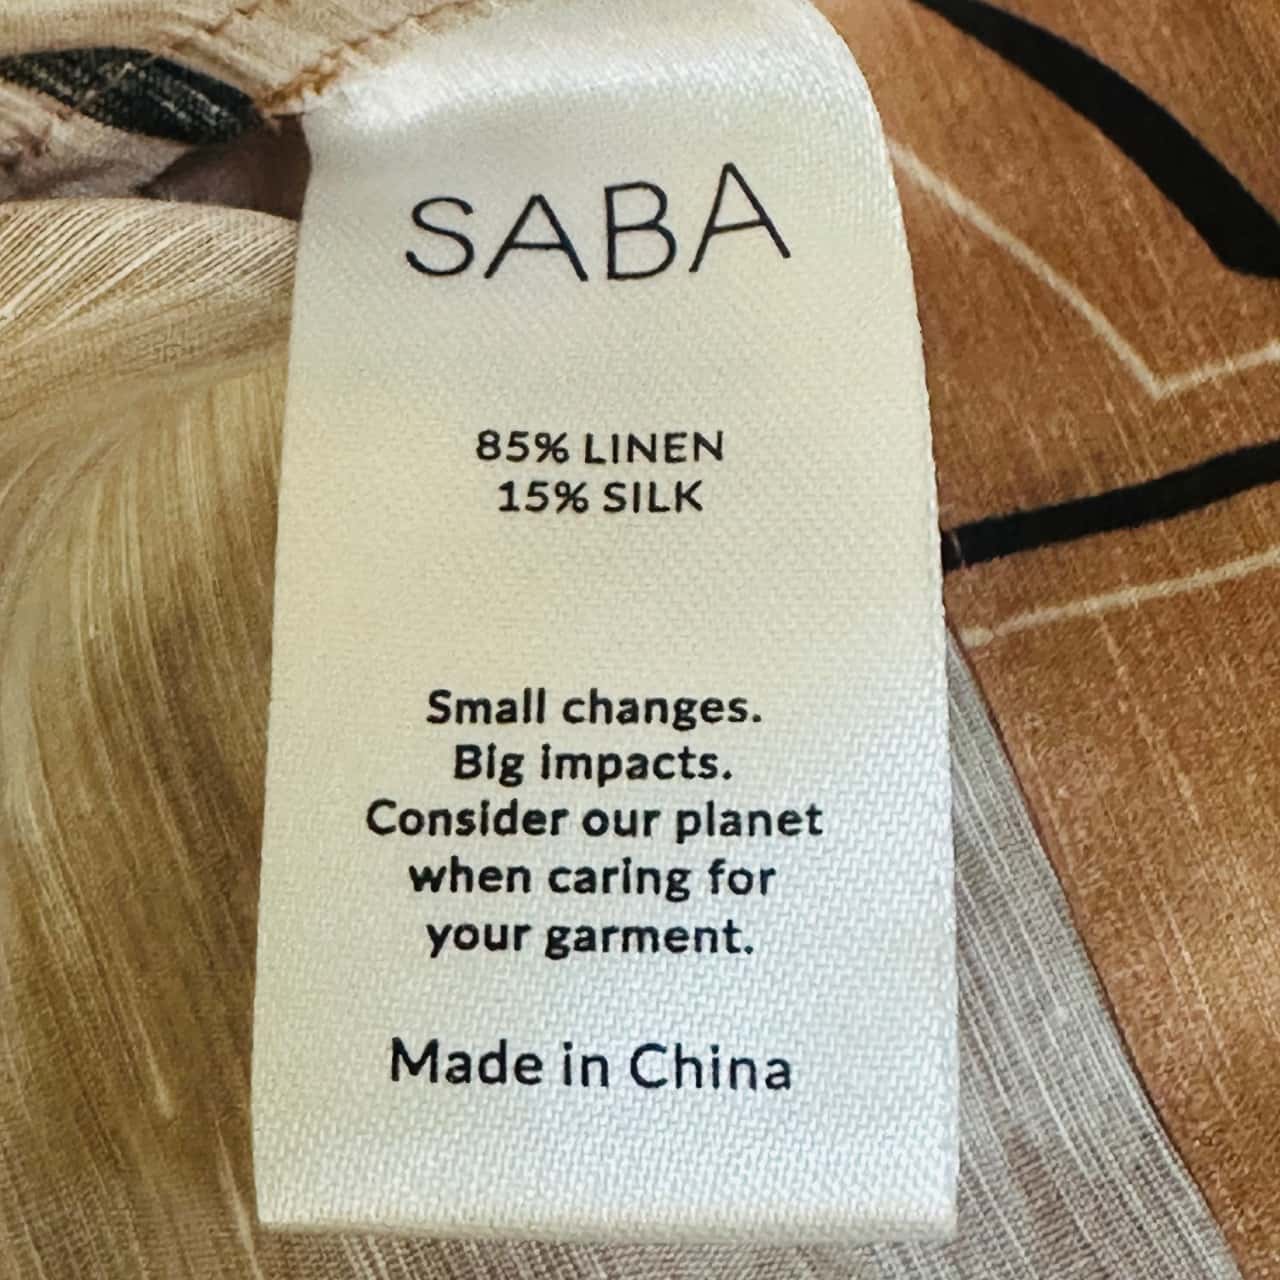 SABA
85% LINEN
15% SILK
Small changes.
Big impacts.
Consider our planet
when caring for
your garment.
Made in China